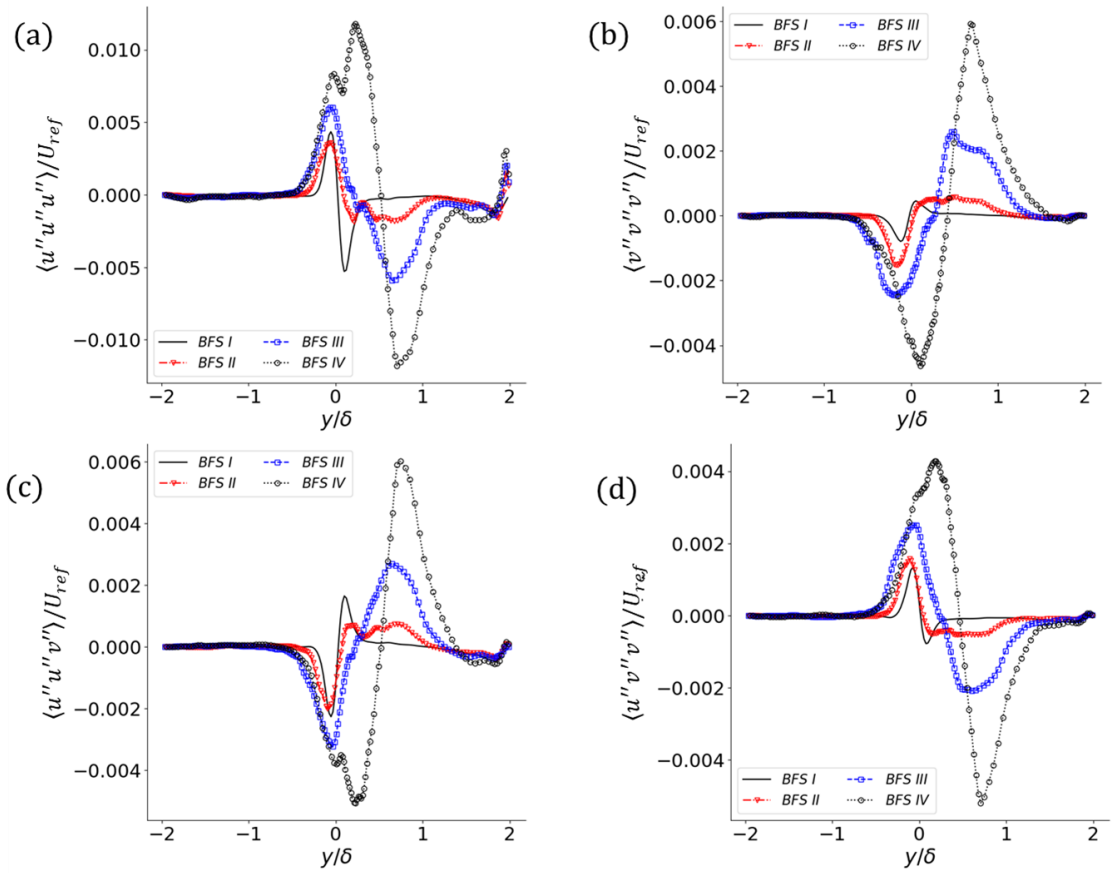 (a)
0.010
0.005
0.000
−0.005
−0.010
⟨u″u″u″⟩/U_ref
BFS I BFS III
BFS II BFS IV
−2 −1 0 1 2
y/δ
(b)
0.006
0.004
0.002
0.000
−0.002
−0.004
⟨v″v″v″⟩/U_ref
BFS I BFS III
BFS II BFS IV
−2 −1 0 1 2
y/δ
(c)
0.006
0.004
0.002
0.000
−0.002
−0.004
⟨u″u″v″⟩/U_ref
BFS I BFS III
BFS II BFS IV
−2 −1 0 1 2
y/δ
(d)
0.004
0.002
0.000
−0.002
−0.004
⟨u″v″v″⟩/U_ref
BFS I BFS III
BFS II BFS IV
−2 −1 0 1 2
y/δ